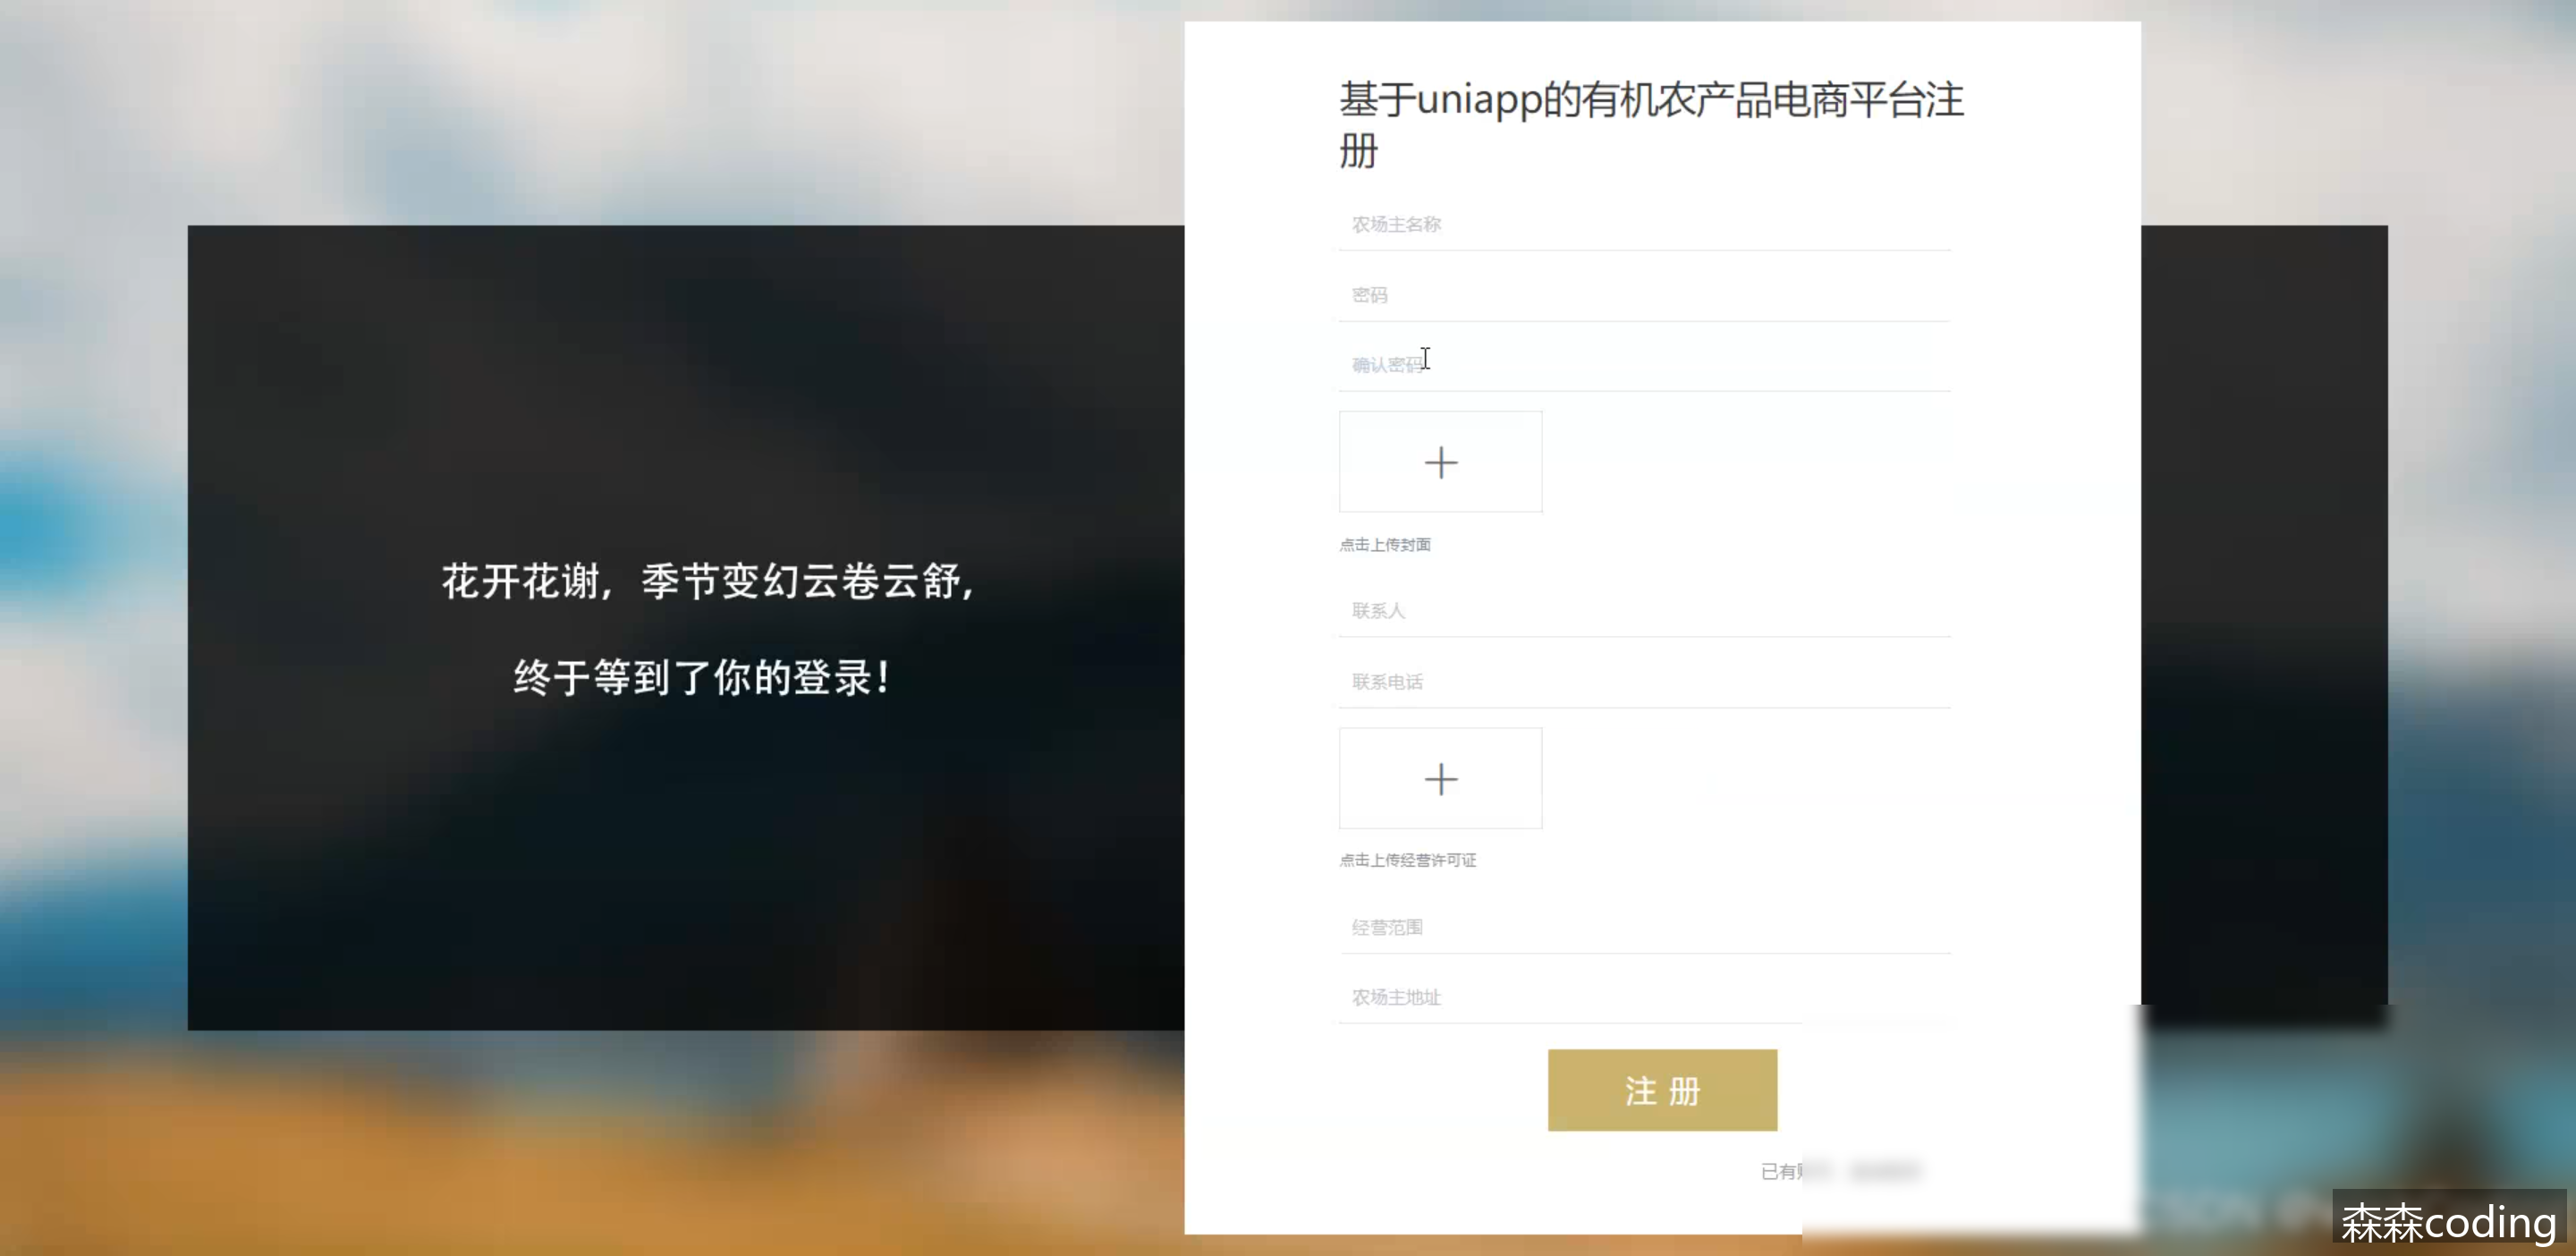 基于uniapp的有机农产品电商平台注
册
农场主名称
密码
确认密码
点击上传封面
花开花谢，季节变幻云卷云舒，
终于等到了你的登录！
联系人
联系电话
点击上传经营许可证
经营范围
农场主地址
注 册
已有
森森coding